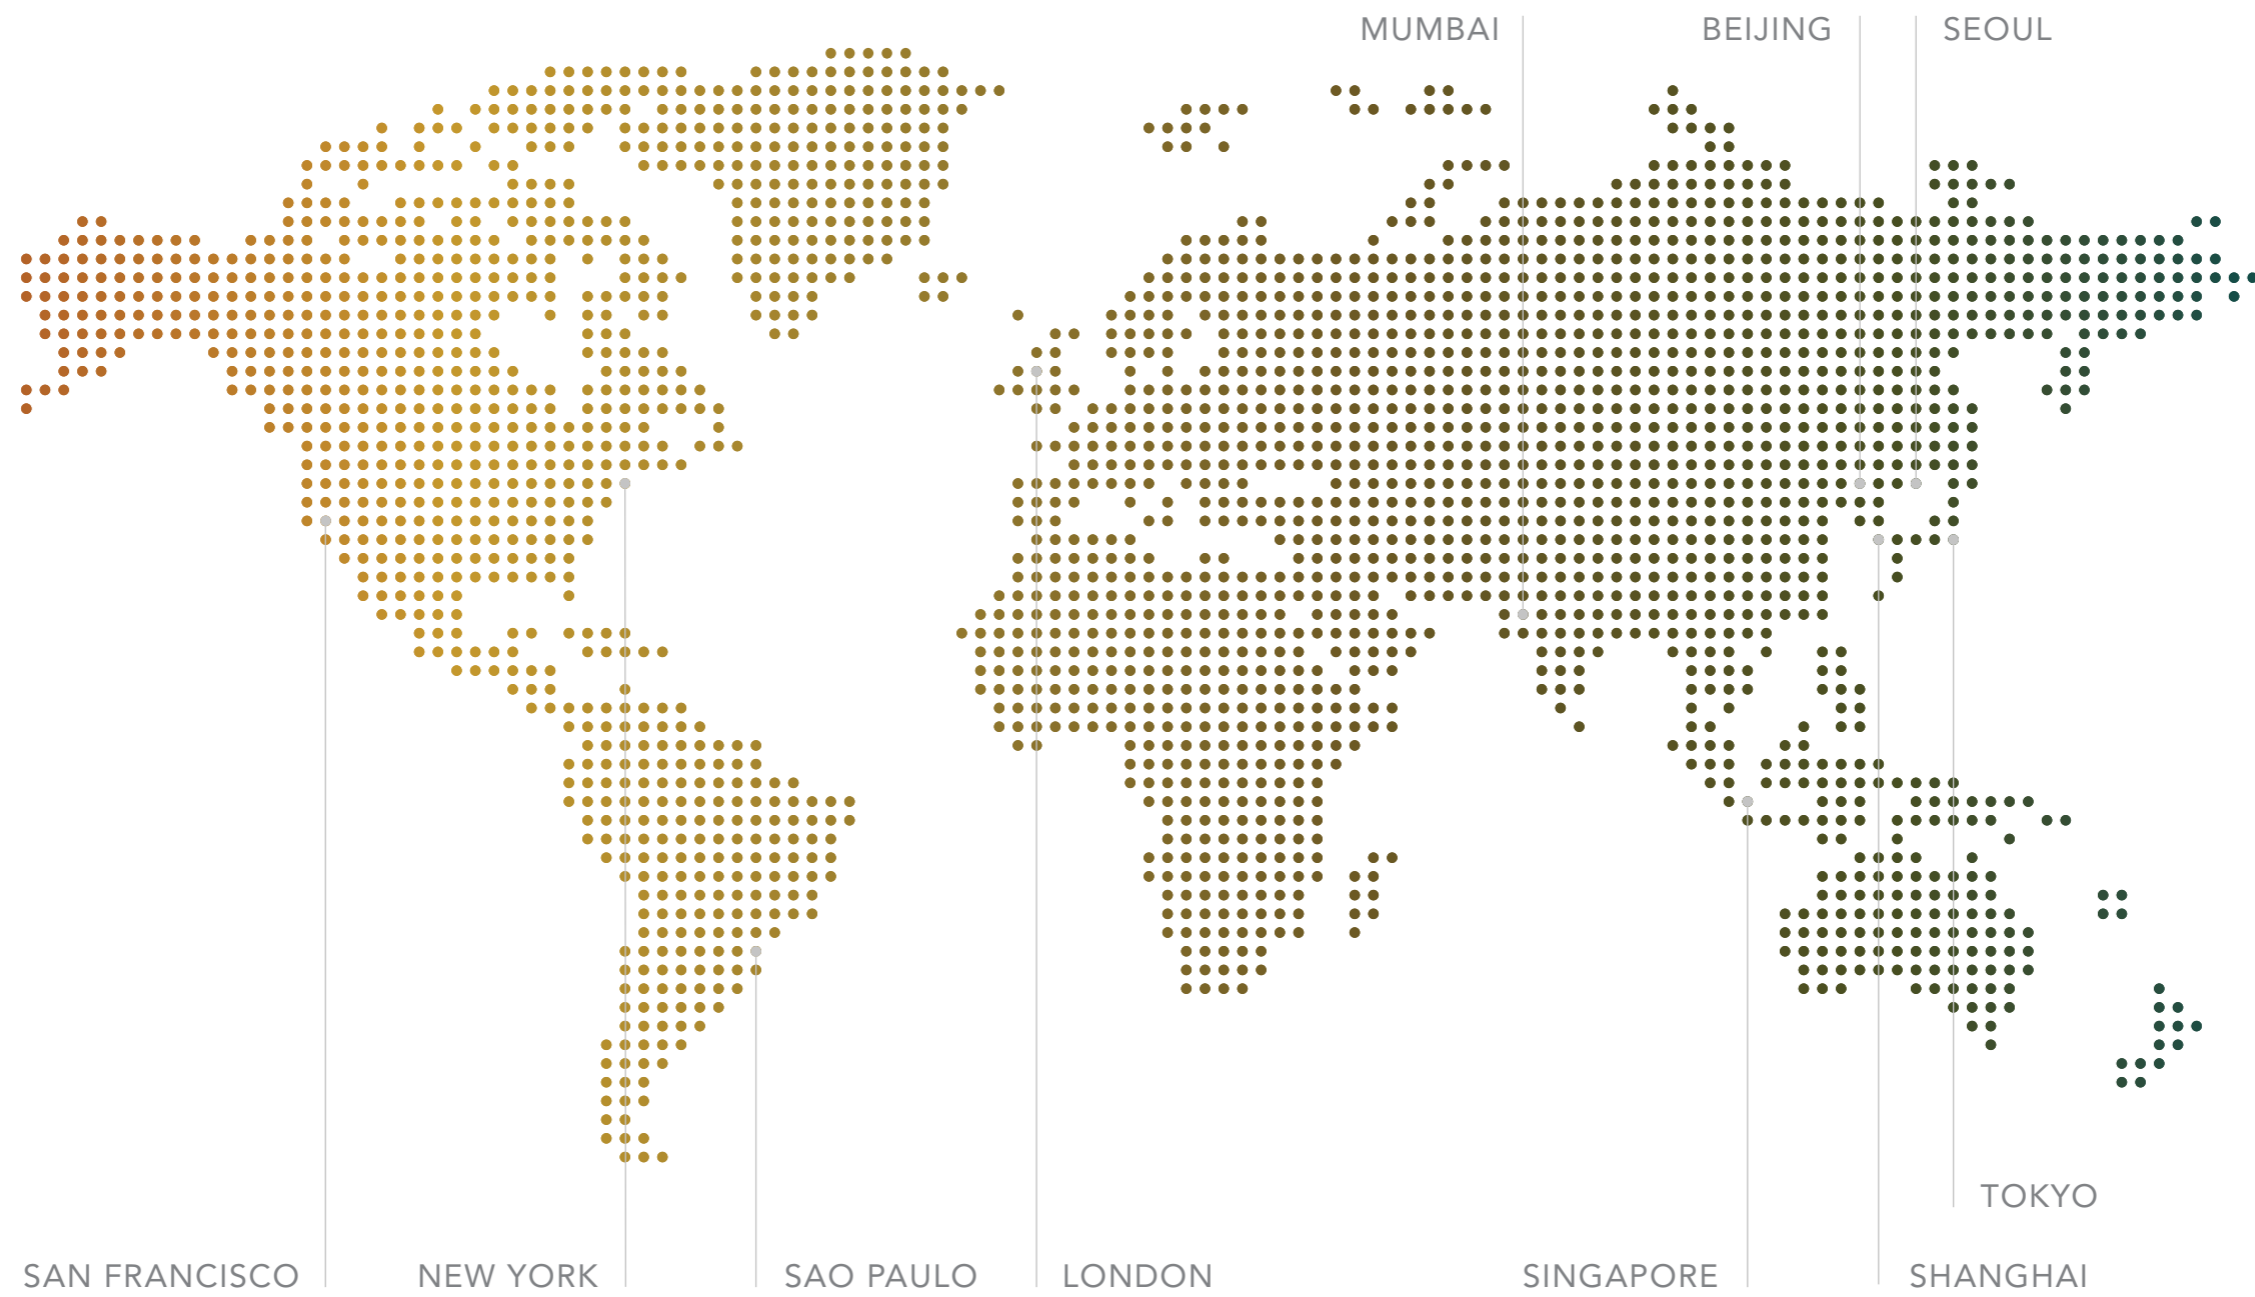 MUMBAI
BEIJING
SEOUL
TOKYO
SAN FRANCISCO
NEW YORK
SAO PAULO
LONDON
SINGAPORE
SHANGHAI